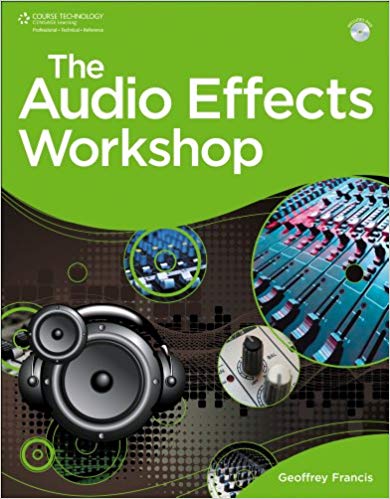 COURSE TECHNOLOGY
CENGAGE Learning
Professional • Technical • Reference
The
Audio Effects
Workshop
Geoffrey Francis